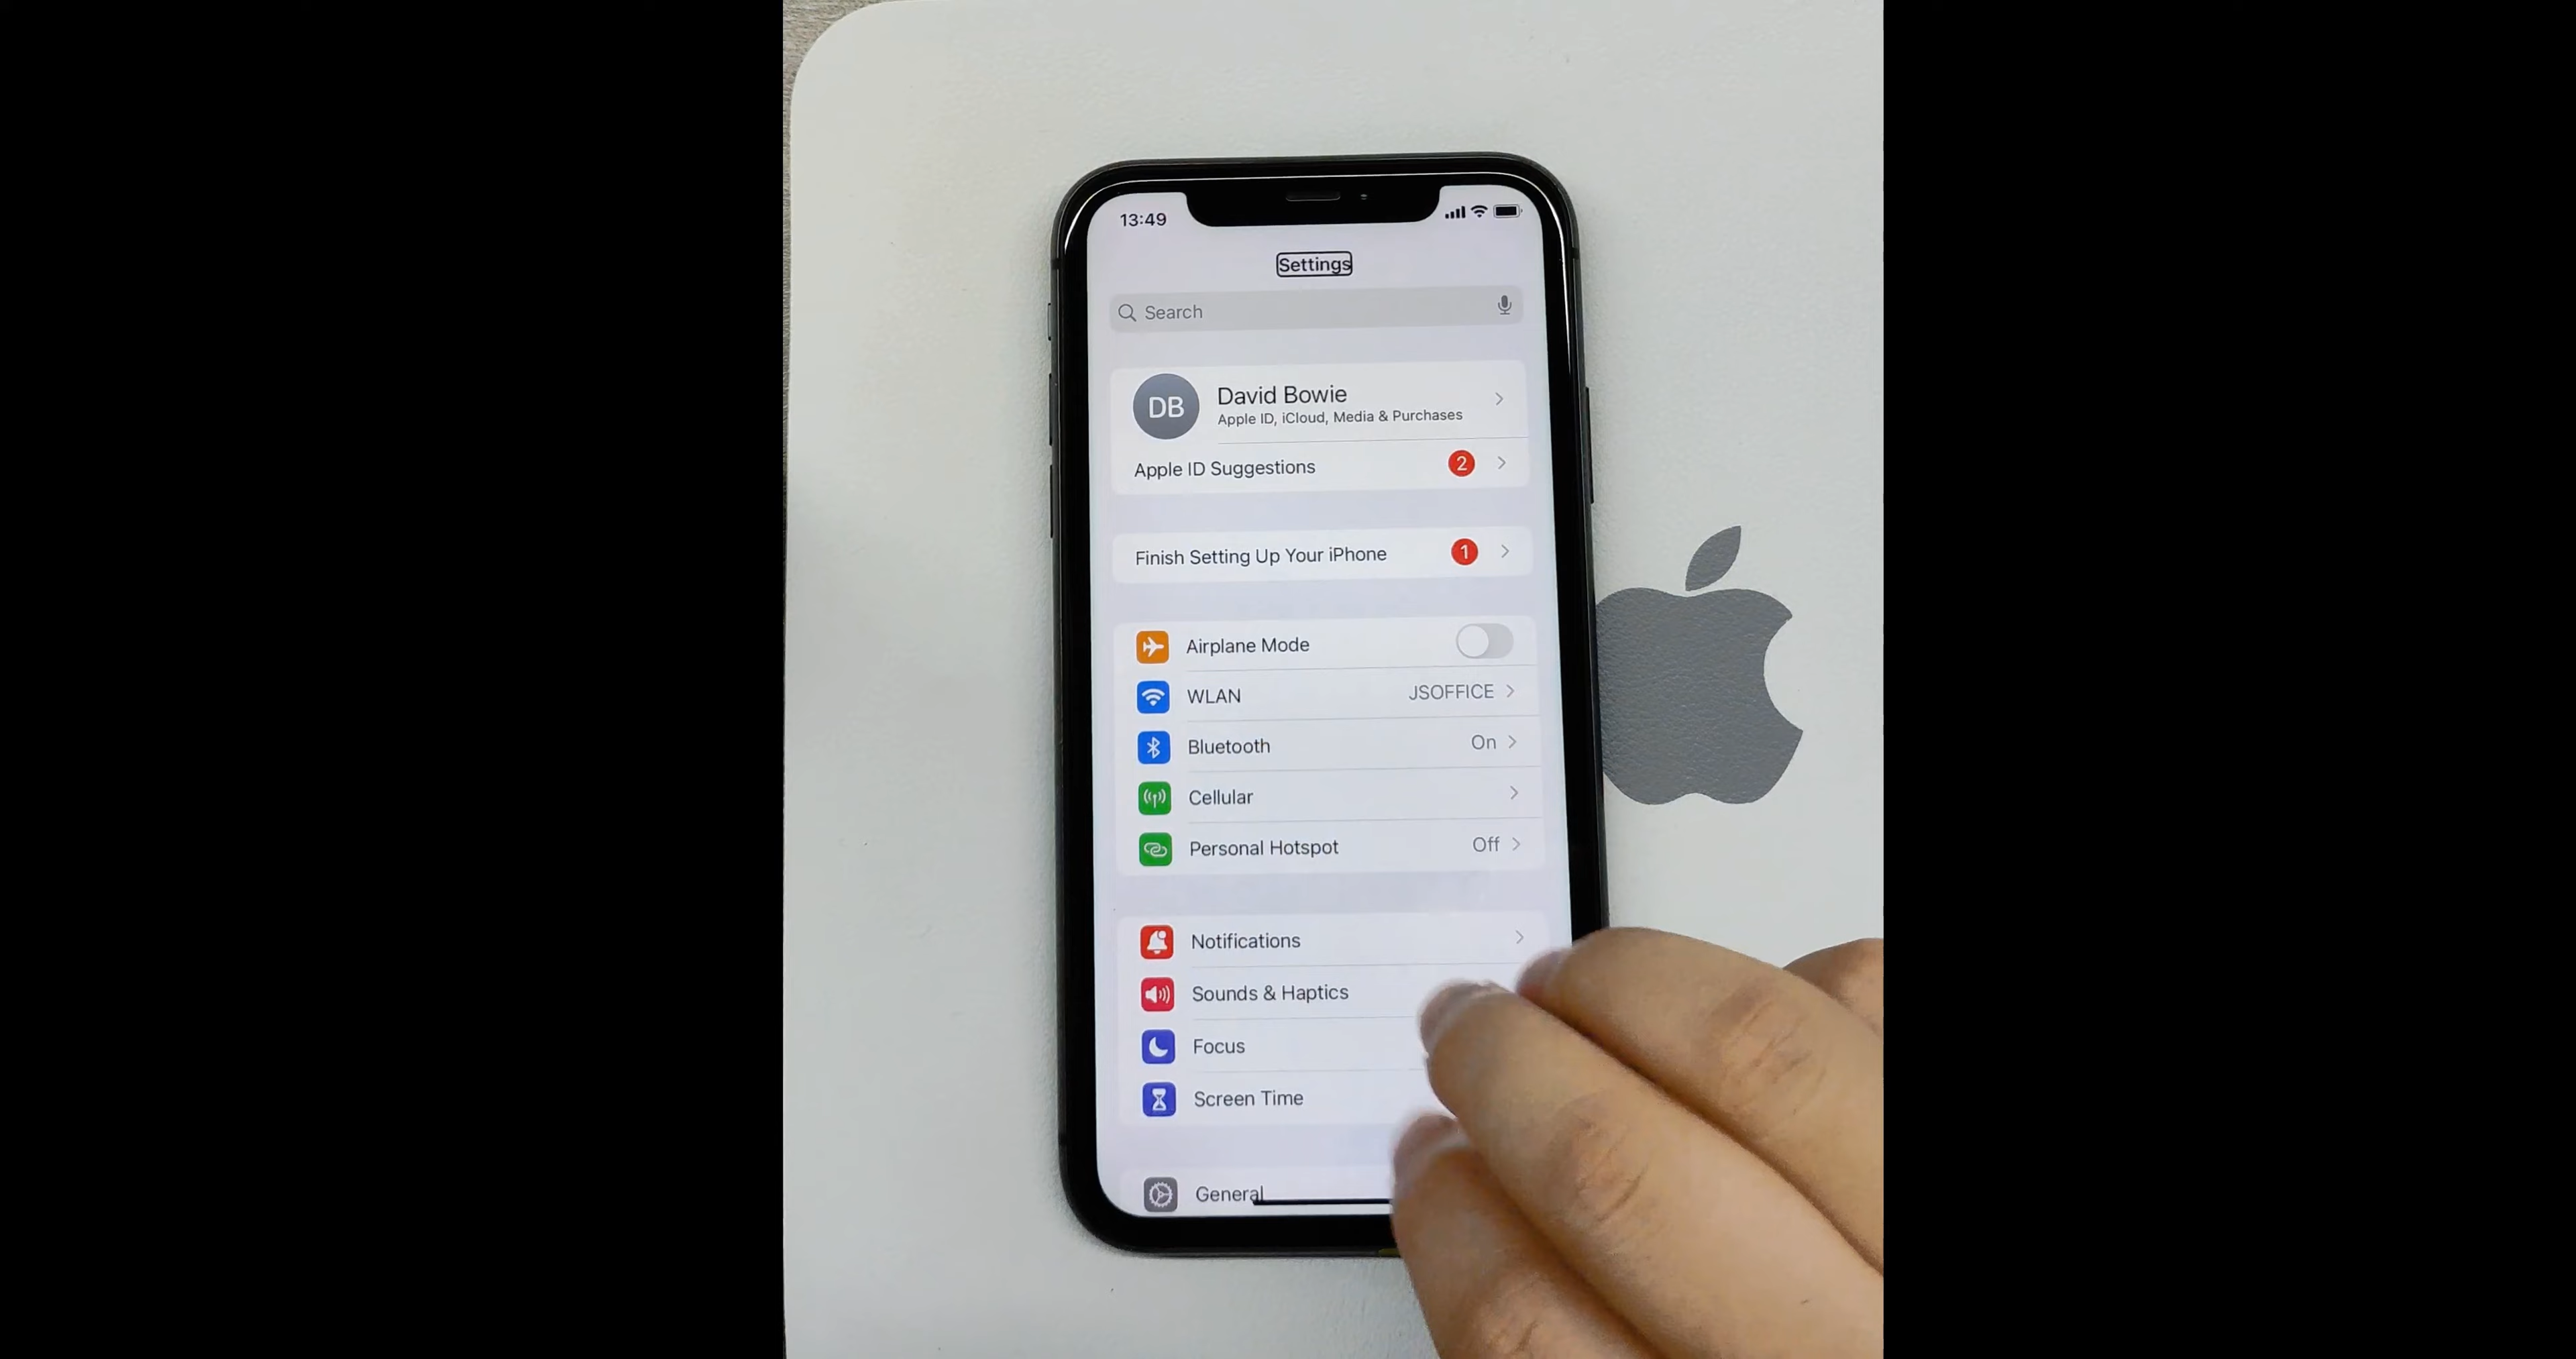 13:49
Settings
Search
DB
David Bowie
Apple ID, iCloud, Media & Purchases
Apple ID Suggestions 2
Finish Setting Up Your iPhone 1
Airplane Mode
WLAN JSOFFICE
Bluetooth On
Cellular
Personal Hotspot Off
Notifications
Sounds & Haptics
Focus
Screen Time
General